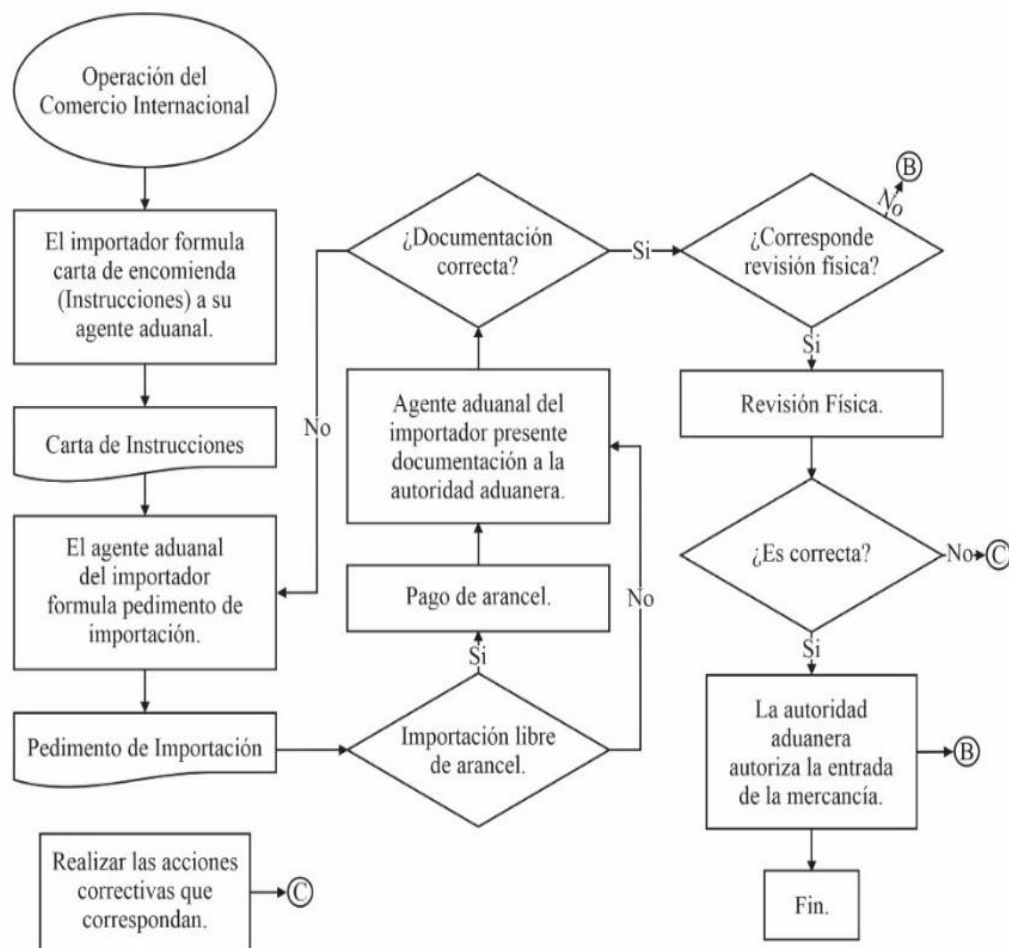 Operación del
Comercio Internacional
El importador formula
carta de encomienda
(Instrucciones) a su
agente aduanal.
Carta de Instrucciones
El agente aduanal
del importador
formula pedimento de
importación.
Pedimento de Importación
Importación libre
de arancel.
Si
No
Pago de arancel.
Agente aduanal del
importador presente
documentación a la
autoridad aduanera.
¿Documentación
correcta?
No
Si
¿Corresponde
revisión física?
No
B
Si
Revisión Física.
¿Es correcta?
No
C
Si
La autoridad
aduanera
autoriza la entrada
de la mercancía.
B
Fin.
Realizar las acciones
correctivas que
correspondan.
C